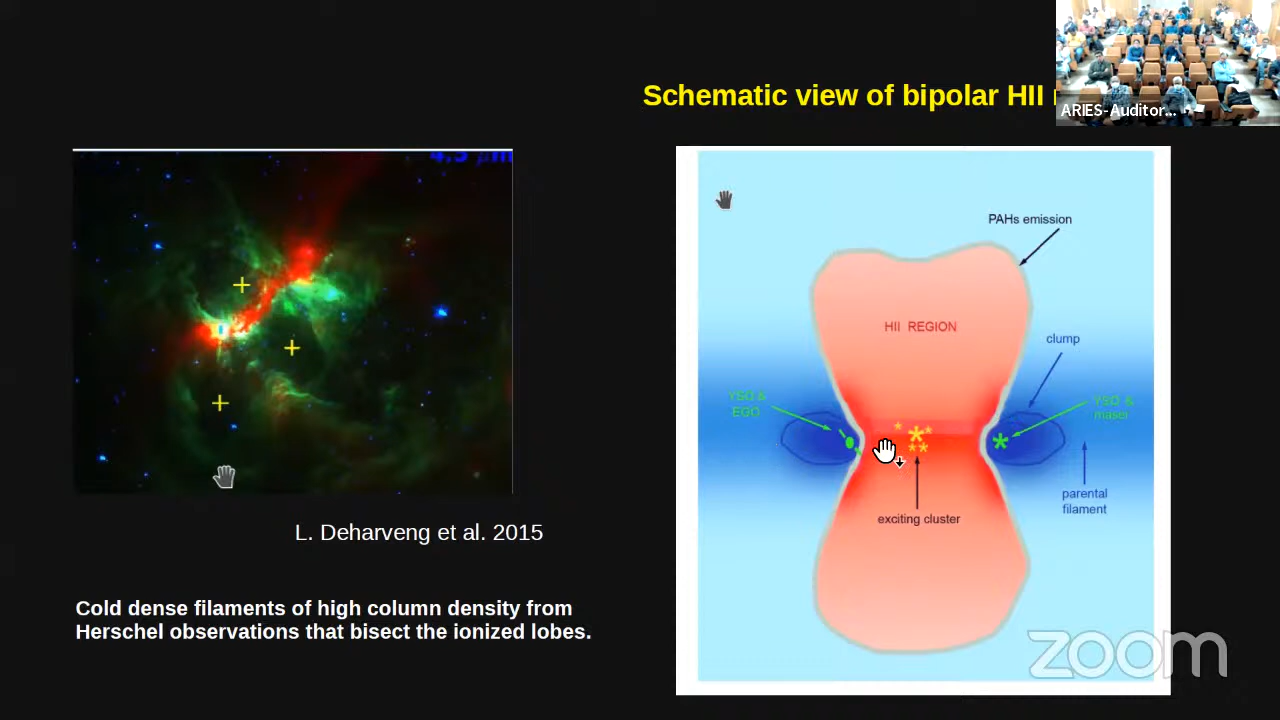 Schematic view of bipolar HII
ARIES-Auditor...
4.5 μm
PAHs emission
HII REGION
clump
YSO &
EGO
YSO &
maser
exciting cluster
parental
filament
L. Deharveng et al. 2015
Cold dense filaments of high column density from
Herschel observations that bisect the ionized lobes.
zoom